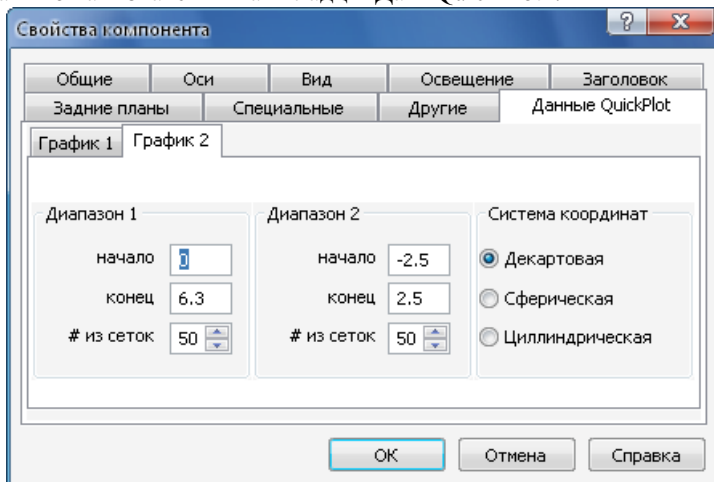 Свойства компонента
Общие Оси Вид Освещение Заголовок
Задние планы Специальные Другие Данные QuickPlot
График 1 График 2
Диапазон 1 Диапазон 2 Система координат
начало 0 начало -2.5 Декартовая
конец 6.3 конец 2.5 Сферическая
# из сеток 50 # из сеток 50 Циллиндрическая
ОК Отмена Справка